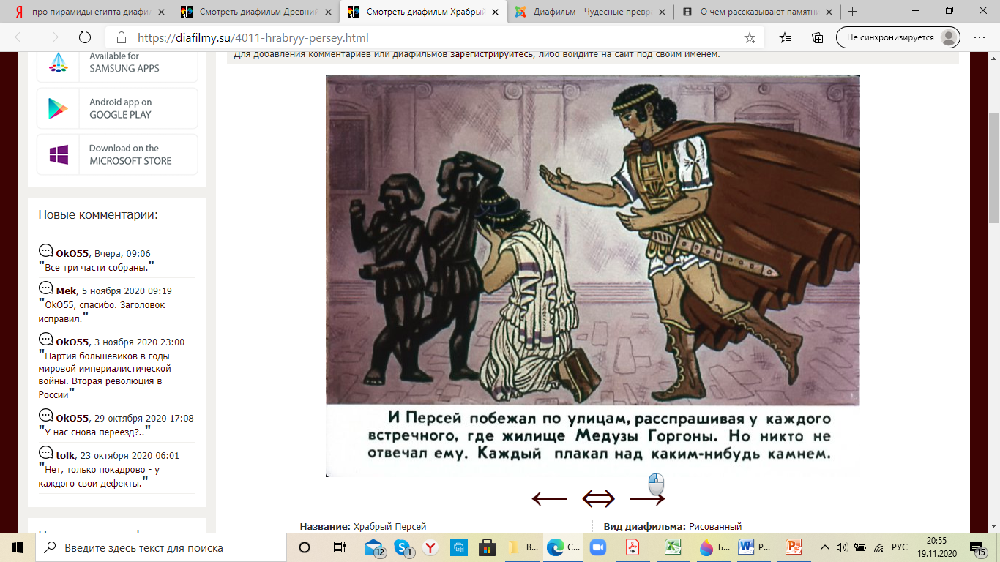 про пирамиды египта диафил
Смотреть диафильм Древний
Смотреть диафильм Храбрый
Диафильм - Чудесные превр
О чем рассказывают памятни
https://diafilmy.su/4011-hrabryy-persey.html
Не синхронизируется
Для добавления комментариев или диафильмов зарегистрируйтесь, либо войдите на сайт под своим именем.
Available for
SAMSUNG APPS
Android app on
GOOGLE PLAY
Download on the
MICROSOFT STORE
Новые комментарии:
OkO55, Вчера, 09:06
"Все три части собраны."
Mek, 5 ноября 2020 09:19
"OkO55, спасибо. Заголовок
исправил."
OkO55, 3 ноября 2020 23:00
"Партия большевиков в годы
мировой империалистической
войны. Вторая революция в
России"
OkO55, 29 октября 2020 17:08
"У нас снова переезд?.."
tolk, 23 октября 2020 06:01
"Нет, только покадрово - у
каждого свои дефекты."
И Персей побежал по улицам, расспрашивая у каждого
встречного, где жилище Медузы Горгоны. Но никто не
отвечал ему. Каждый плакал над каким-нибудь камнем.
Название: Храбрый Персей
Вид диафильма: Рисованный
Введите здесь текст для поиска
12
1
В...
С...
Б...
Р...
Р...
РУС
20:55
19.11.2020
15